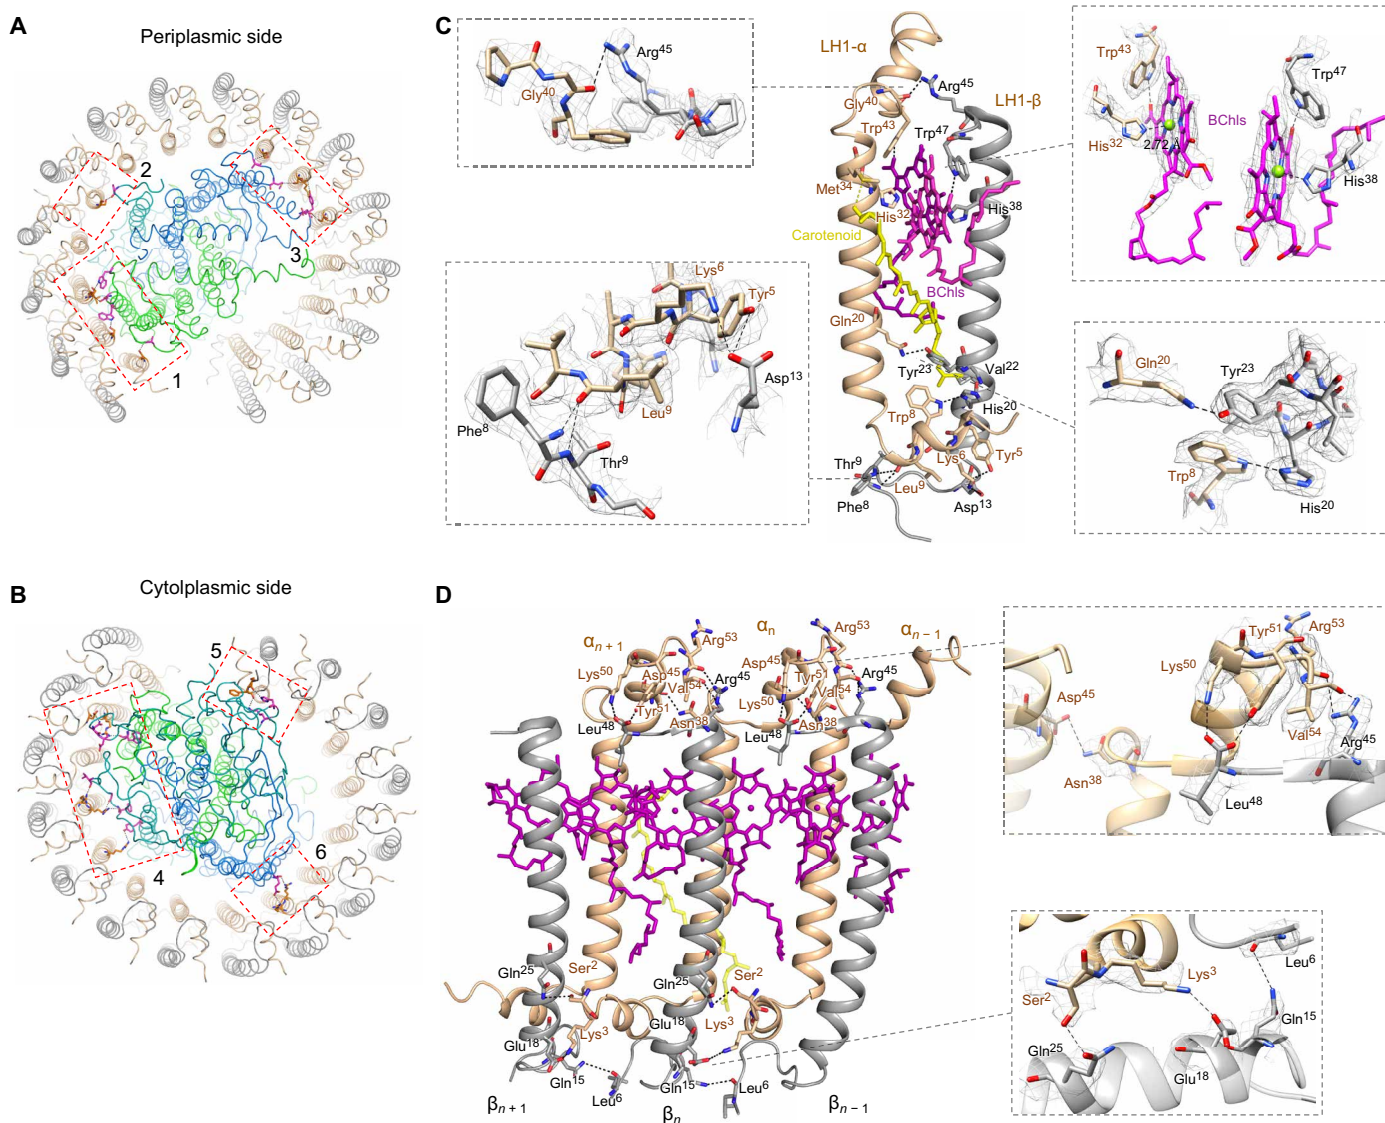 A
Periplasmic side
2
3
1
B
Cytolplasmic side
5
4
6
C
Arg45
Gly40
LH1-α
Arg45
LH1-β
Gly40
Trp43
Trp47
Met34
His32
His38
Carotenoid
BChls
Gln20
Tyr23
Val22
Trp8
His20
Thr9
Lys6
Tyr5
Leu9
Phe8
Asp13
Lys6
Tyr5
Asp13
Leu9
Phe8
Thr9
Trp43
Trp47
BChls
His32
2.72 Å
His38
Gln20
Tyr23
Trp8
His20
D
αn + 1
αn
αn − 1
Arg53
Arg53
Lys50
Asp45
Arg45
Asp45
Tyr51
Arg45
Val54
Lys50
Val54
Tyr51
Asn38
Asn38
Leu48
Leu48
Gln25
Ser2
Gln25
Ser2
Glu18
Lys3
Glu18
Lys3
Gln15
Leu6
Gln15
Leu6
βn + 1
βn
βn − 1
Tyr51
Arg53
Lys50
Asp45
Val54
Arg45
Asn38
Leu48
Lys3
Leu6
Ser2
Gln15
Gln25
Glu18